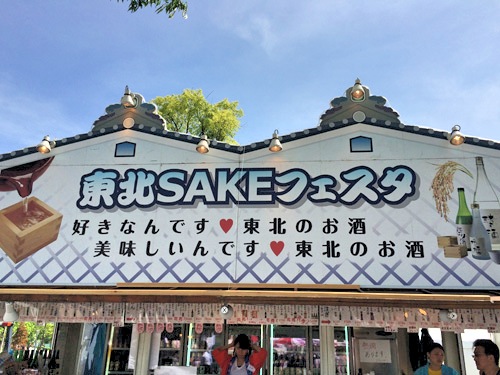 東北SAKEフェスタ
好きなんです♥東北のお酒
美味しいんです♥東北のお酒